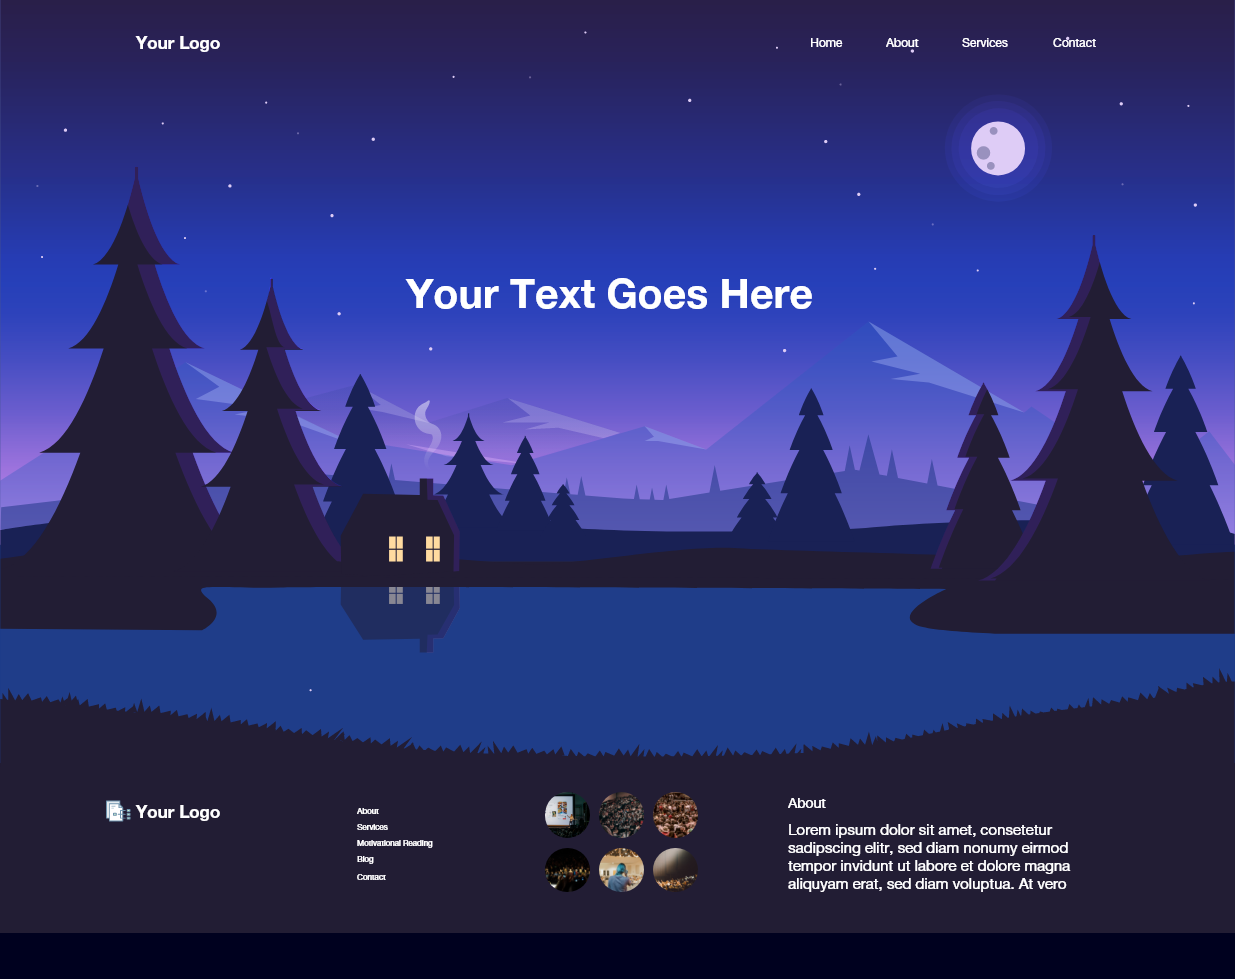 Your Logo
Home
About
Services
Contact
Your Text Goes Here
Your Logo
About
Services
Motivational Reading
Blog
Contact
About
Lorem ipsum dolor sit amet, consetetur
sadipscing elitr, sed diam nonumy eirmod
tempor invidunt ut labore et dolore magna
aliquyam erat, sed diam voluptua. At vero